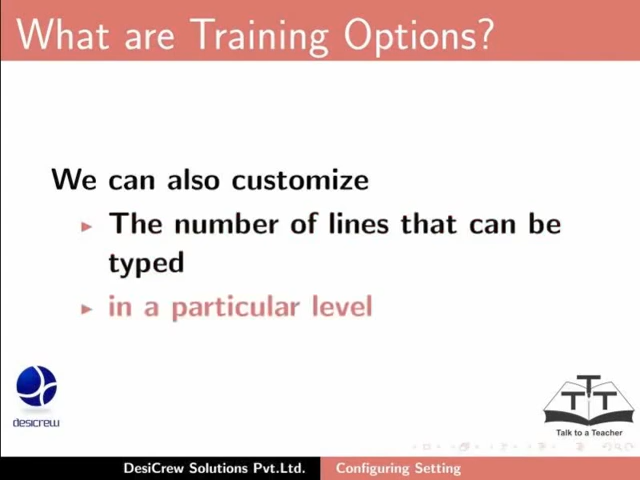 What are Training Options?
We can also customize
The number of lines that can be
typed
in a particular level
desicrew
TTT
Talk to a Teacher
DesiCrew Solutions Pvt.Ltd.
Configuring Setting